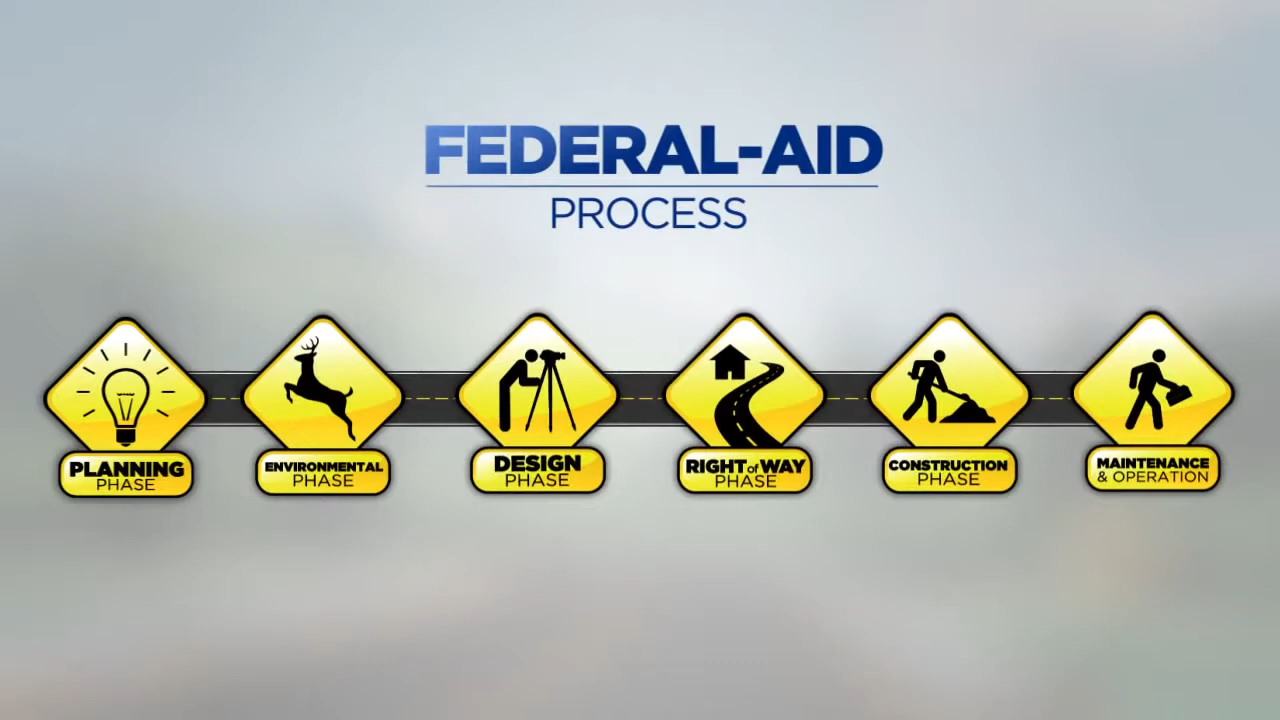 FEDERAL-AID
PROCESS
PLANNING
PHASE
ENVIRONMENTAL
PHASE
DESIGN
PHASE
RIGHT of WAY
PHASE
CONSTRUCTION
PHASE
MAINTENANCE
& OPERATION